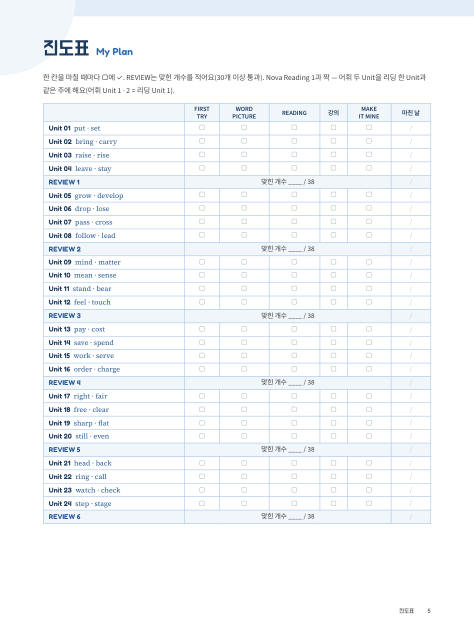 진도표 My Plan
한 칸을 마칠 때마다 ▢에 ✓. REVIEW는 맞힌 개수를 적어요(30개 이상 통과). Nova Reading 1과 짝 — 어휘 두 Unit을 리딩 한 Unit과
같은 주에 해요(어휘 Unit 1 · 2 = 리딩 Unit 1).
FIRST TRY WORD PICTURE READING 강의 MAKE IT MINE 마친 날
Unit 01 put · set ▢ ▢ ▢ ▢ ▢ /
Unit 02 bring · carry ▢ ▢ ▢ ▢ ▢ /
Unit 03 raise · rise ▢ ▢ ▢ ▢ ▢ /
Unit 04 leave · stay ▢ ▢ ▢ ▢ ▢ /
REVIEW 1 맞힌 개수 ____ / 38 /
Unit 05 grow · develop ▢ ▢ ▢ ▢ ▢ /
Unit 06 drop · lose ▢ ▢ ▢ ▢ ▢ /
Unit 07 pass · cross ▢ ▢ ▢ ▢ ▢ /
Unit 08 follow · lead ▢ ▢ ▢ ▢ ▢ /
REVIEW 2 맞힌 개수 ____ / 38 /
Unit 09 mind · matter ▢ ▢ ▢ ▢ ▢ /
Unit 10 mean · sense ▢ ▢ ▢ ▢ ▢ /
Unit 11 stand · bear ▢ ▢ ▢ ▢ ▢ /
Unit 12 feel · touch ▢ ▢ ▢ ▢ ▢ /
REVIEW 3 맞힌 개수 ____ / 38 /
Unit 13 pay · cost ▢ ▢ ▢ ▢ ▢ /
Unit 14 save · spend ▢ ▢ ▢ ▢ ▢ /
Unit 15 work · serve ▢ ▢ ▢ ▢ ▢ /
Unit 16 order · charge ▢ ▢ ▢ ▢ ▢ /
REVIEW 4 맞힌 개수 ____ / 38 /
Unit 17 right · fair ▢ ▢ ▢ ▢ ▢ /
Unit 18 free · clear ▢ ▢ ▢ ▢ ▢ /
Unit 19 sharp · flat ▢ ▢ ▢ ▢ ▢ /
Unit 20 still · even ▢ ▢ ▢ ▢ ▢ /
REVIEW 5 맞힌 개수 ____ / 38 /
Unit 21 head · back ▢ ▢ ▢ ▢ ▢ /
Unit 22 ring · call ▢ ▢ ▢ ▢ ▢ /
Unit 23 watch · check ▢ ▢ ▢ ▢ ▢ /
Unit 24 step · stage ▢ ▢ ▢ ▢ ▢ /
REVIEW 6 맞힌 개수 ____ / 38 /
진도표 5